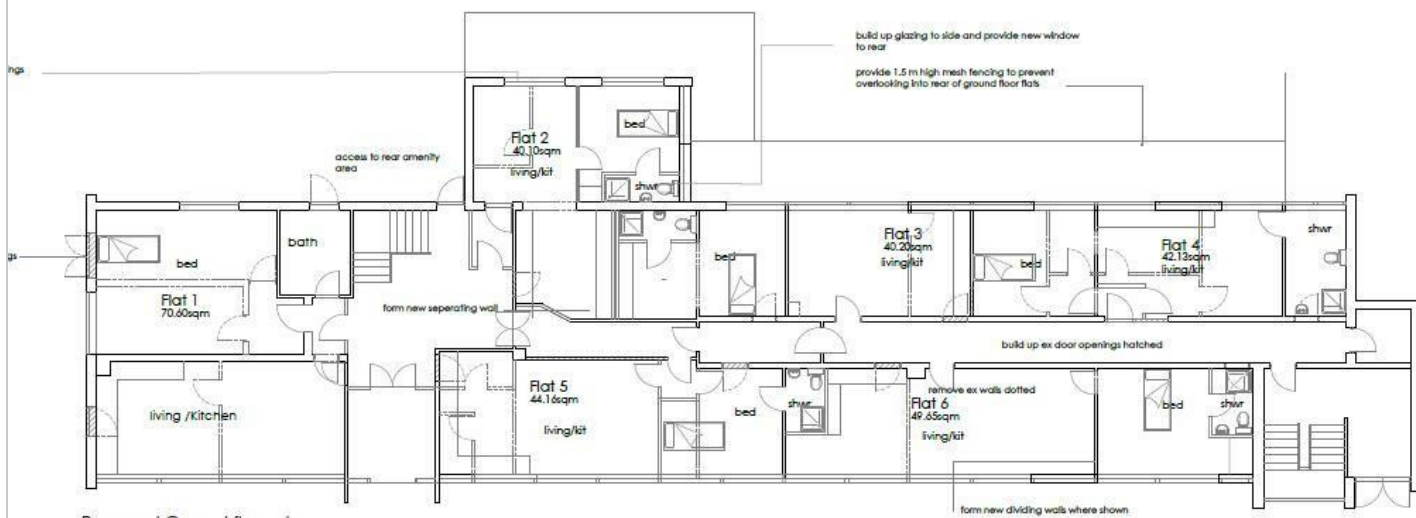 build up glazing to side and provide new window
to rear
ngs
provide 1.5 m high mesh fencing to prevent
overlooking into rear of ground floor flats
bed
Flat 2
40.10sqm
living/kit
access to rear amenity
area
shwr
bath
bed
gs
Flat 1
70.60sqm
form new seperating wall
bed
Flat 3
40.20sqm
living/kit
bed
Flat 4
42.13sqm
living/kit
shwr
build up ex door openings hatched
living /Kitchen
Flat 5
44.16sqm
living/kit
bed
shwr
remove ex walls dotted
Flat 6
49.65sqm
living/kit
bed
shwr
form new dividing walls where shown